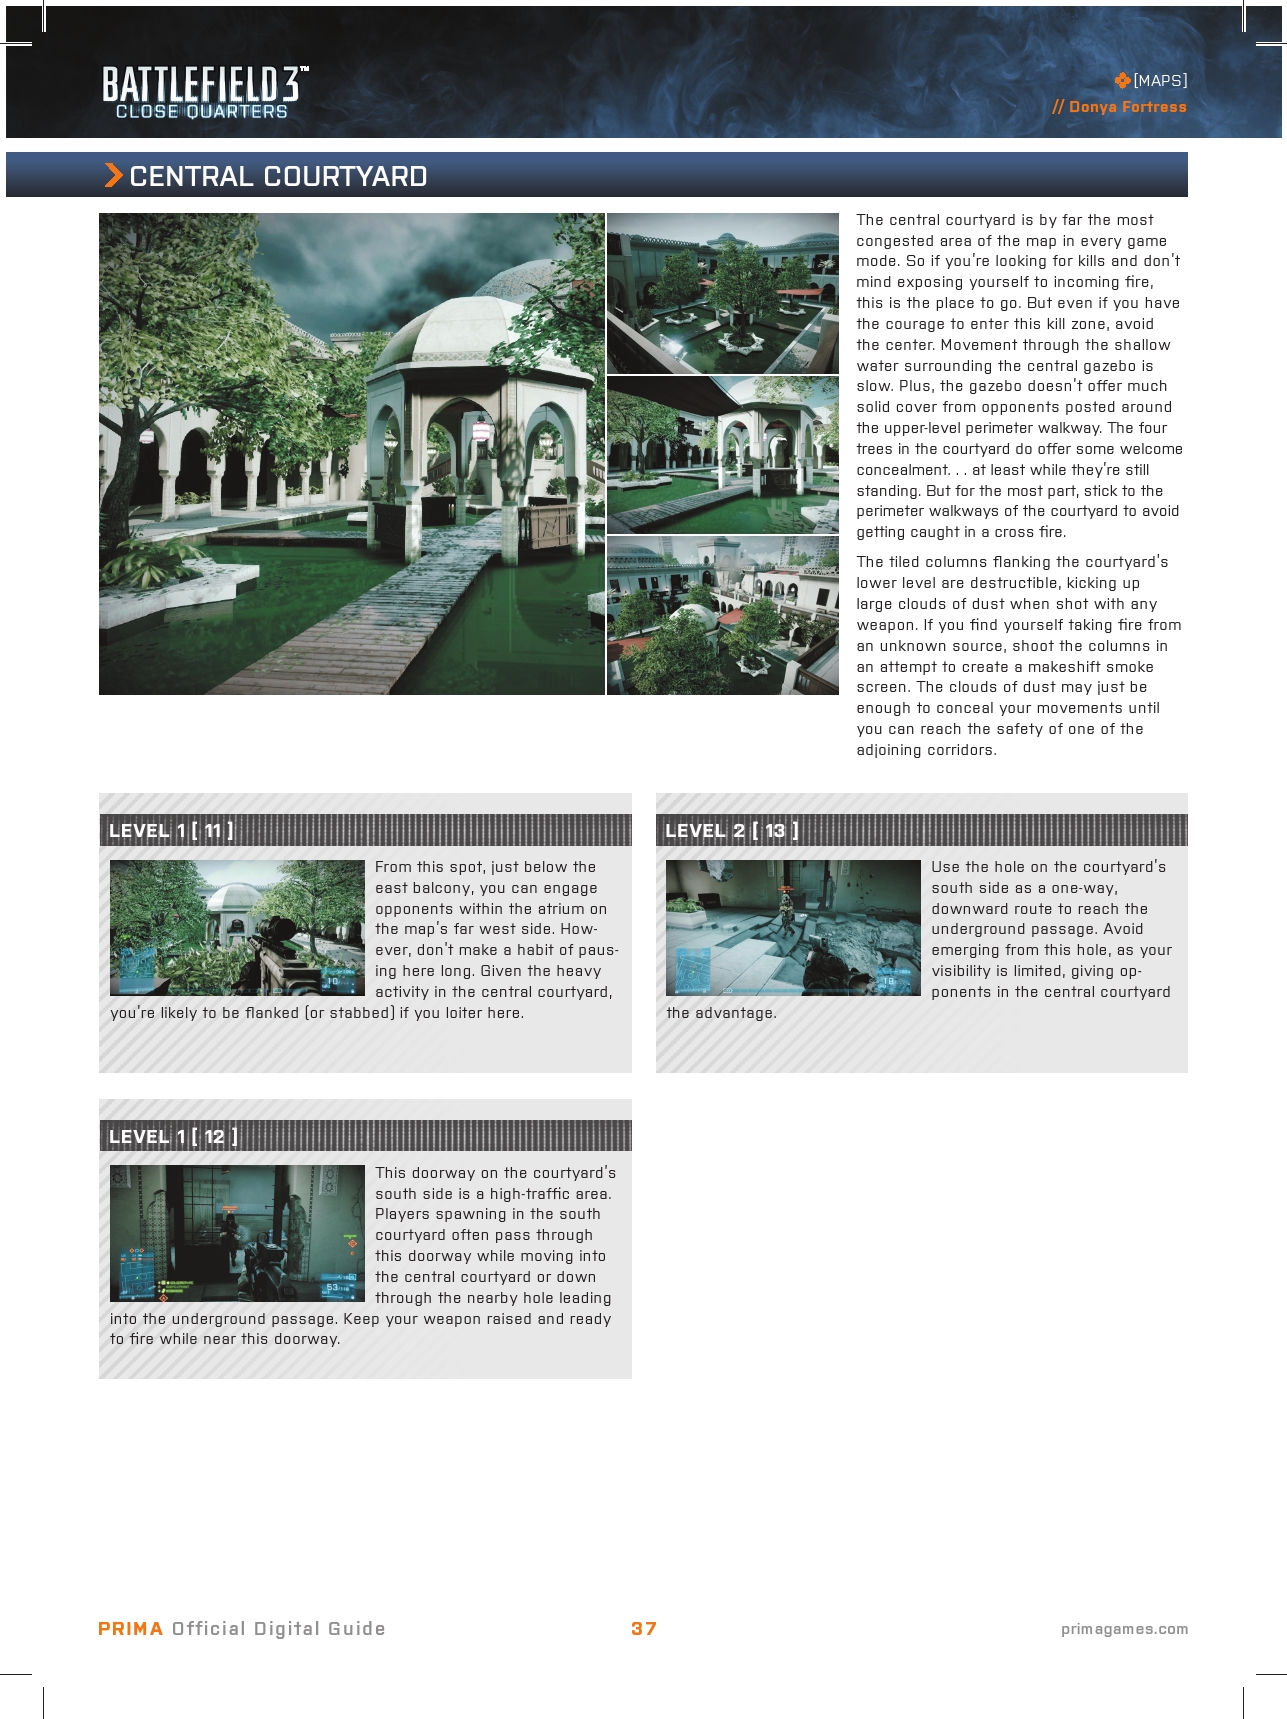 BATTLEFIELD 3™
CLOSE QUARTERS
[MAPS]
// Donya Fortress
CENTRAL COURTYARD
The central courtyard is by far the most
congested area of the map in every game
mode. So if you're looking for kills and don't
mind exposing yourself to incoming fire,
this is the place to go. But even if you have
the courage to enter this kill zone, avoid
the center. Movement through the shallow
water surrounding the central gazebo is
slow. Plus, the gazebo doesn't offer much
solid cover from opponents posted around
the upper-level perimeter walkway. The four
trees in the courtyard do offer some welcome
concealment. . . at least while they're still
standing. But for the most part, stick to the
perimeter walkways of the courtyard to avoid
getting caught in a cross fire.
The tiled columns flanking the courtyard's
lower level are destructible, kicking up
large clouds of dust when shot with any
weapon. If you find yourself taking fire from
an unknown source, shoot the columns in
an attempt to create a makeshift smoke
screen. The clouds of dust may just be
enough to conceal your movements until
you can reach the safety of one of the
adjoining corridors.
LEVEL 1 [ 11 ]
From this spot, just below the
east balcony, you can engage
opponents within the atrium on
the map's far west side. How-
ever, don't make a habit of paus-
ing here long. Given the heavy
activity in the central courtyard,
you're likely to be flanked (or stabbed) if you loiter here.
LEVEL 2 [ 13 ]
Use the hole on the courtyard's
south side as a one-way,
downward route to reach the
underground passage. Avoid
emerging from this hole, as your
visibility is limited, giving op-
ponents in the central courtyard
the advantage.
LEVEL 1 [ 12 ]
This doorway on the courtyard's
south side is a high-traffic area.
Players spawning in the south
courtyard often pass through
this doorway while moving into
the central courtyard or down
through the nearby hole leading
into the underground passage. Keep your weapon raised and ready
to fire while near this doorway.
PRIMA Official Digital Guide
37
primagames.com